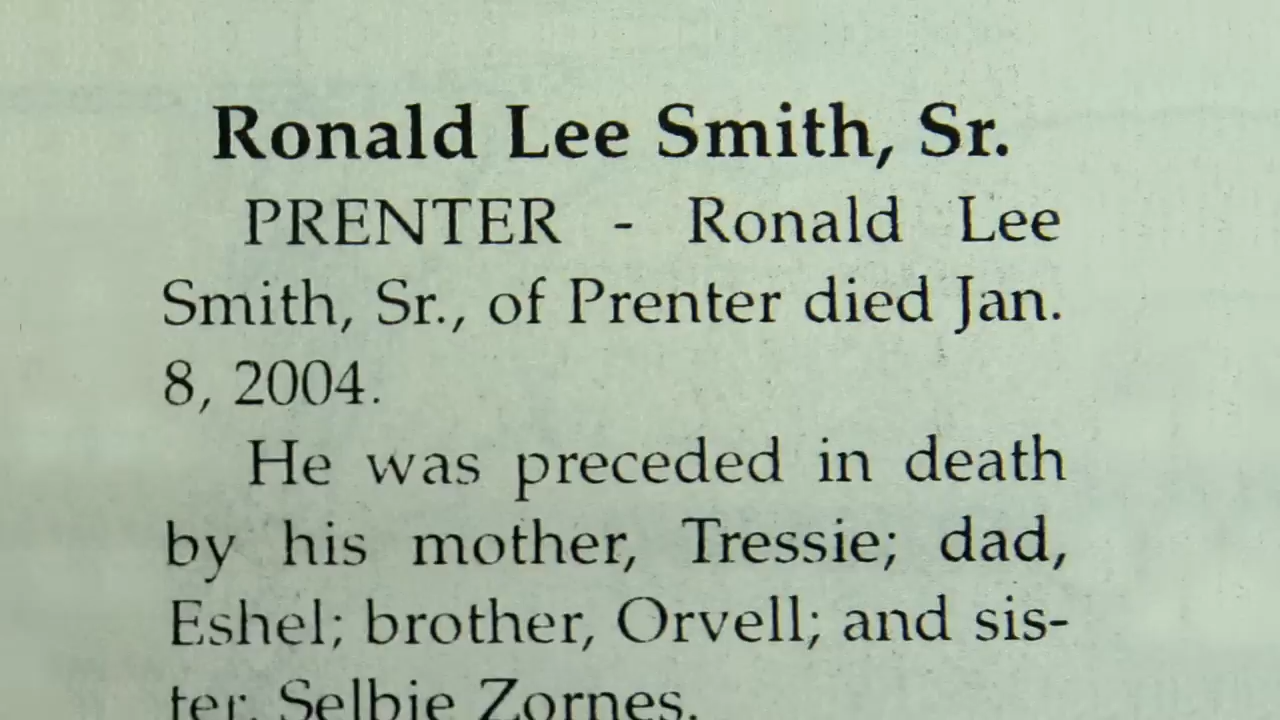 Ronald Lee Smith, Sr.
PRENTER - Ronald Lee
Smith, Sr., of Prenter died Jan.
8, 2004.
He was preceded in death
by his mother, Tressie; dad,
Eshel; brother, Orvell; and sis-
ter, Selbie Zornes.